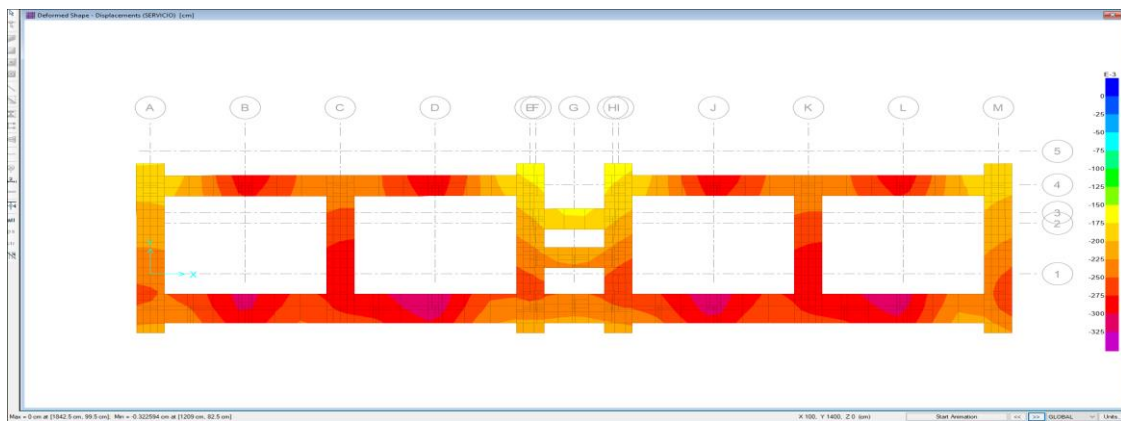 Deformed Shape - Displacements (SERVICIO) [cm]
E-3
A B C D E F G H I J K L M
0
-25
-50
-75
-100
-125
-150
-175
-200
-225
-250
-275
-300
-325
5
4
3
2
1
X
Max = 0 cm at [1842.5 cm, 99.5 cm]; Min = -0.322594 cm at [1209 cm, 82.5 cm]
X 100, Y 1400, Z 0 (cm)
Start Animation
<< >> GLOBAL Units...